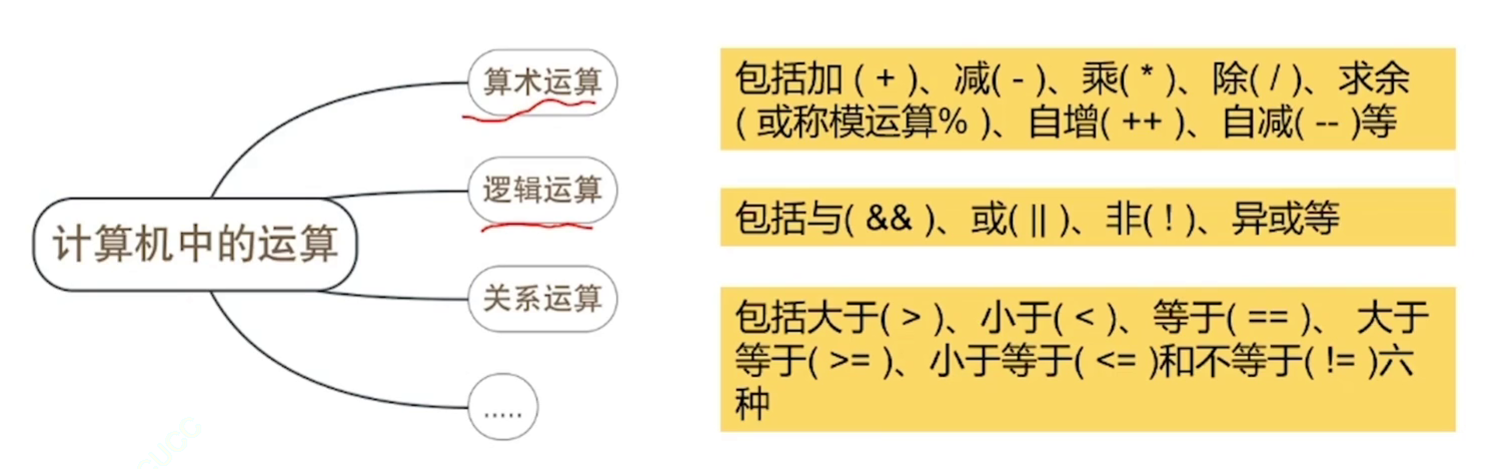 算术运算
包括加 ( + )、减( - )、乘( * )、除( / )、求余
( 或称模运算% )、自增( ++ )、自减( -- )等
逻辑运算
包括与( && )、或( || )、非( ! )、异或等
计算机中的运算
关系运算
包括大于( > )、小于( < )、等于( == )、 大于
等于( >= )、小于等于( <= )和不等于( != )六
种
.....